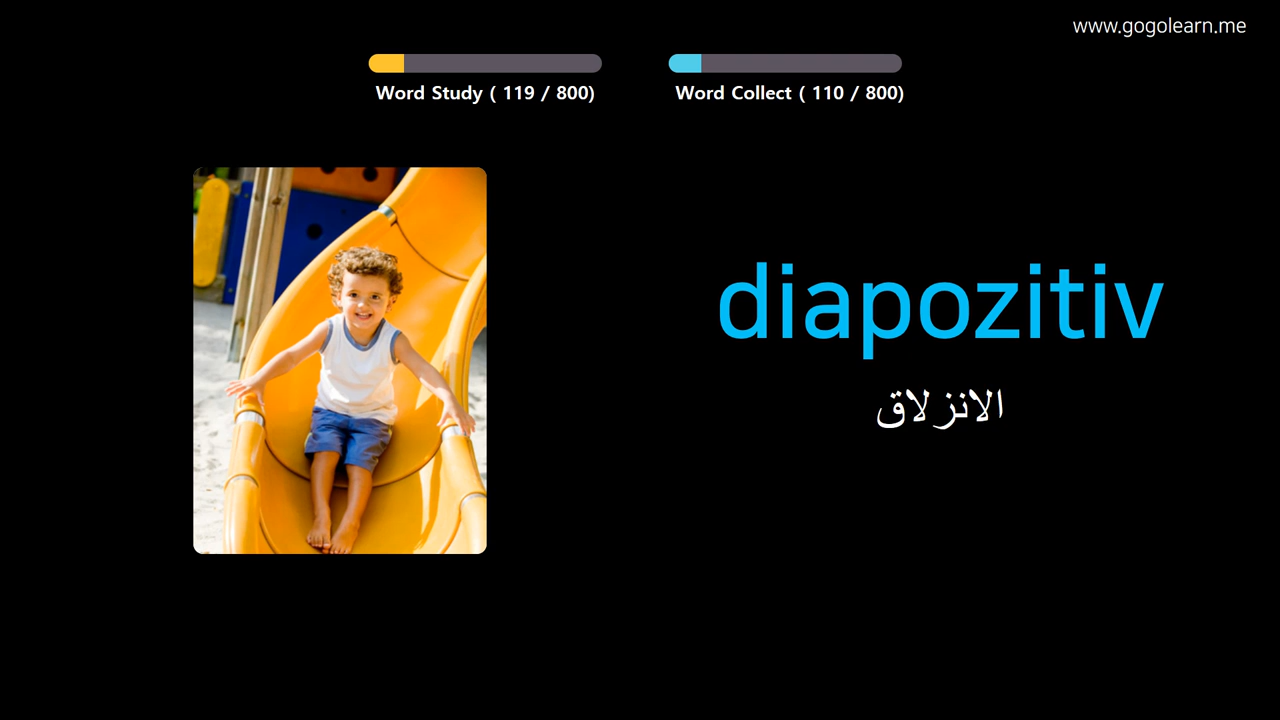 www.gogolearn.me
Word Study ( 119 / 800)
Word Collect ( 110 / 800)
diapozitiv
الانزلاق